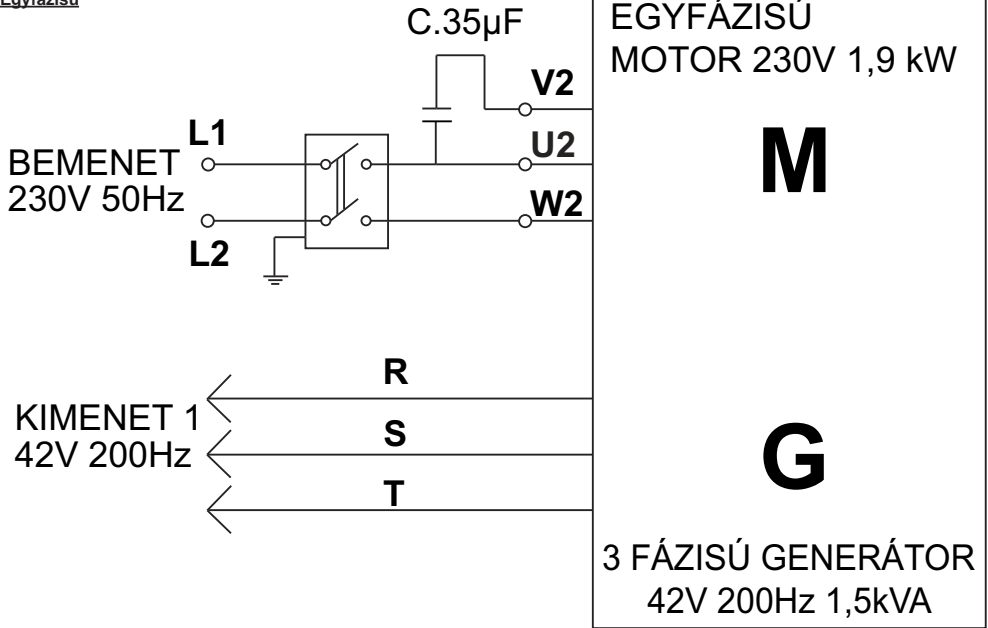 Egyfázisú
C.35µF
EGYFÁZISÚ
MOTOR 230V 1,9 kW
V2
L1
U2
M
BEMENET
230V 50Hz
W2
L2
R
KIMENET 1
42V 200Hz
S
G
T
3 FÁZISÚ GENERÁTOR
42V 200Hz 1,5kVA